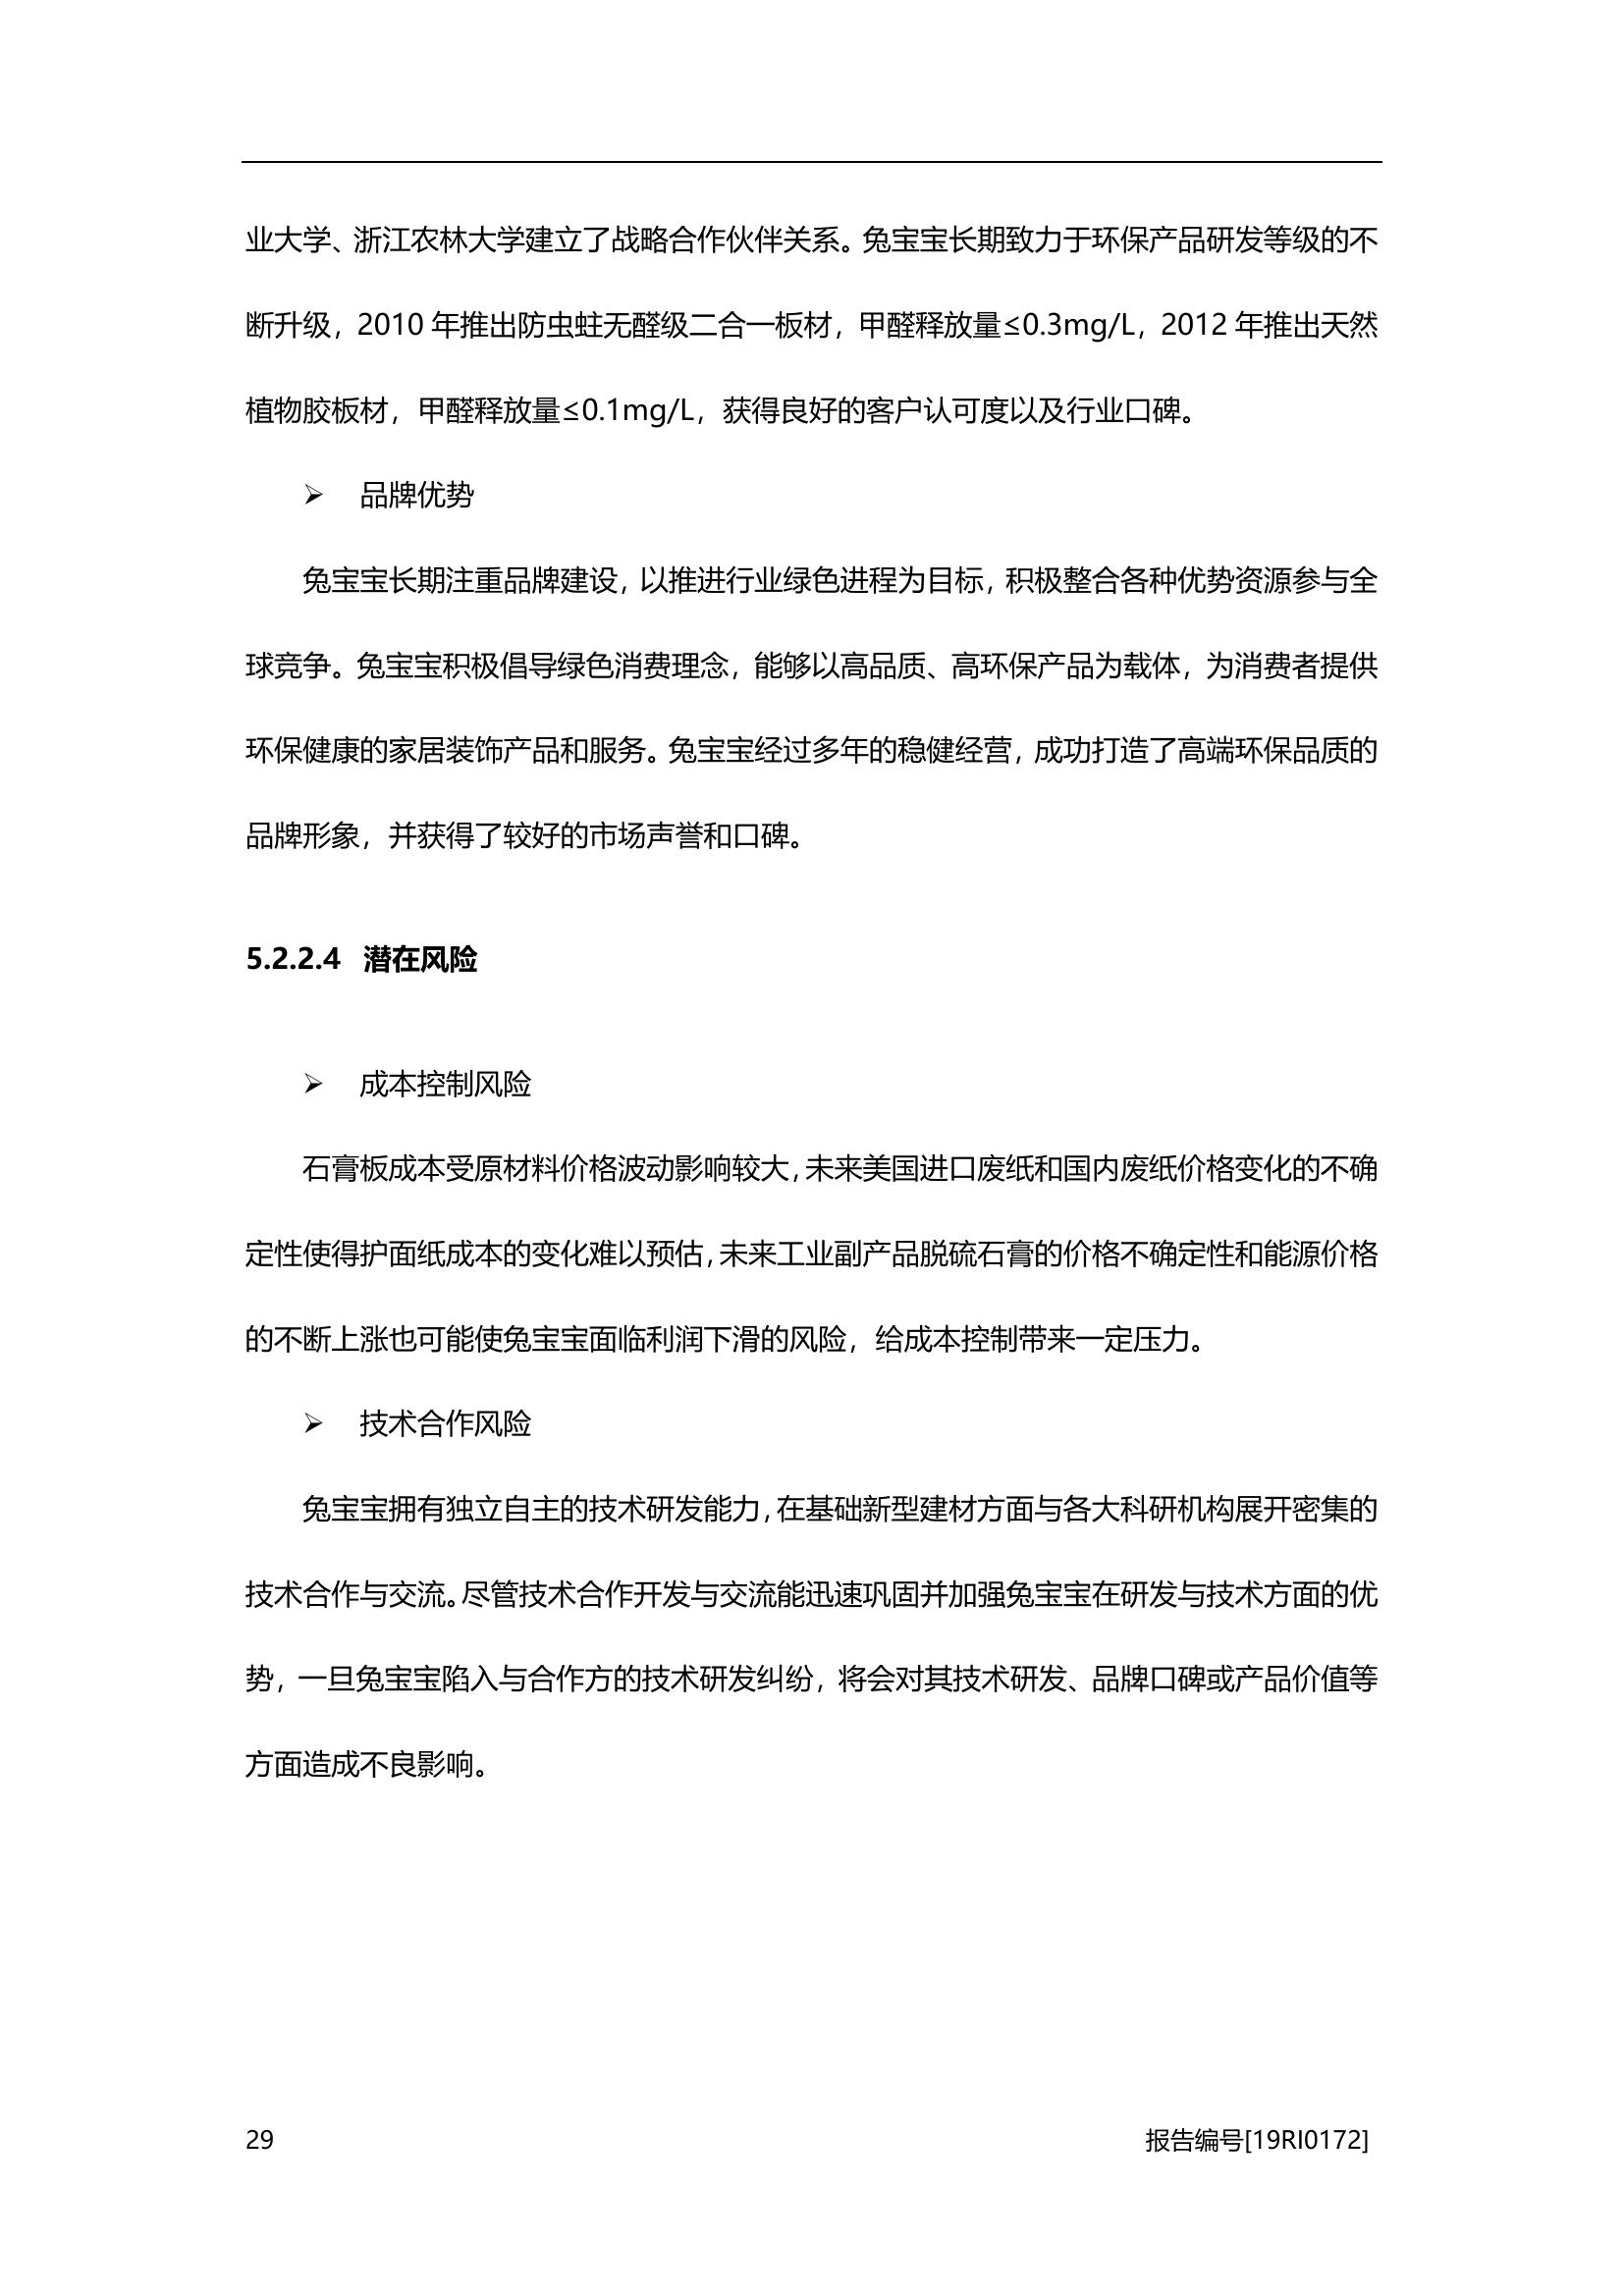 业大学、浙江农林大学建立了战略合作伙伴关系。兔宝宝长期致力于环保产品研发等级的不
断升级，2010 年推出防虫蛀无醛级二合一板材，甲醛释放量≤0.3mg/L，2012 年推出天然
植物胶板材，甲醛释放量≤0.1mg/L，获得良好的客户认可度以及行业口碑。
➢ 品牌优势
兔宝宝长期注重品牌建设，以推进行业绿色进程为目标，积极整合各种优势资源参与全
球竞争。兔宝宝积极倡导绿色消费理念，能够以高品质、高环保产品为载体，为消费者提供
环保健康的家居装饰产品和服务。兔宝宝经过多年的稳健经营，成功打造了高端环保品质的
品牌形象，并获得了较好的市场声誉和口碑。
5.2.2.4 潜在风险
➢ 成本控制风险
石膏板成本受原材料价格波动影响较大，未来美国进口废纸和国内废纸价格变化的不确
定性使得护面纸成本的变化难以预估，未来工业副产品脱硫石膏的价格不确定性和能源价格
的不断上涨也可能使兔宝宝面临利润下滑的风险，给成本控制带来一定压力。
➢ 技术合作风险
兔宝宝拥有独立自主的技术研发能力，在基础新型建材方面与各大科研机构展开密集的
技术合作与交流。尽管技术合作开发与交流能迅速巩固并加强兔宝宝在研发与技术方面的优
势，一旦兔宝宝陷入与合作方的技术研发纠纷，将会对其技术研发、品牌口碑或产品价值等
方面造成不良影响。
29 报告编号[19RI0172]